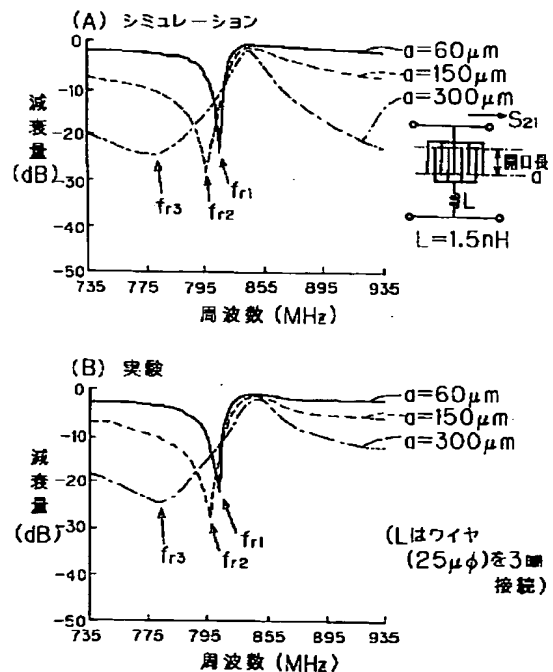 (A) シミュレーション
0
-10
-20
-30
-40
-50
減衰量
(dB)
fr3
fr2
fr1
a=60μm
a=150μm
a=300μm
S21
開口長
a
L
L=1.5nH
735 775 795 815 855 895 935
周波数(MHz)
(B) 実験
0
-10
-20
-30
-40
-50
減衰量
(dB)
fr3
fr2
fr1
a=60μm
a=150μm
a=300μm
(Lはワイヤ
(25μφ)を3
接続)
735 775 795 815 855 895 935
周波数(MHz)